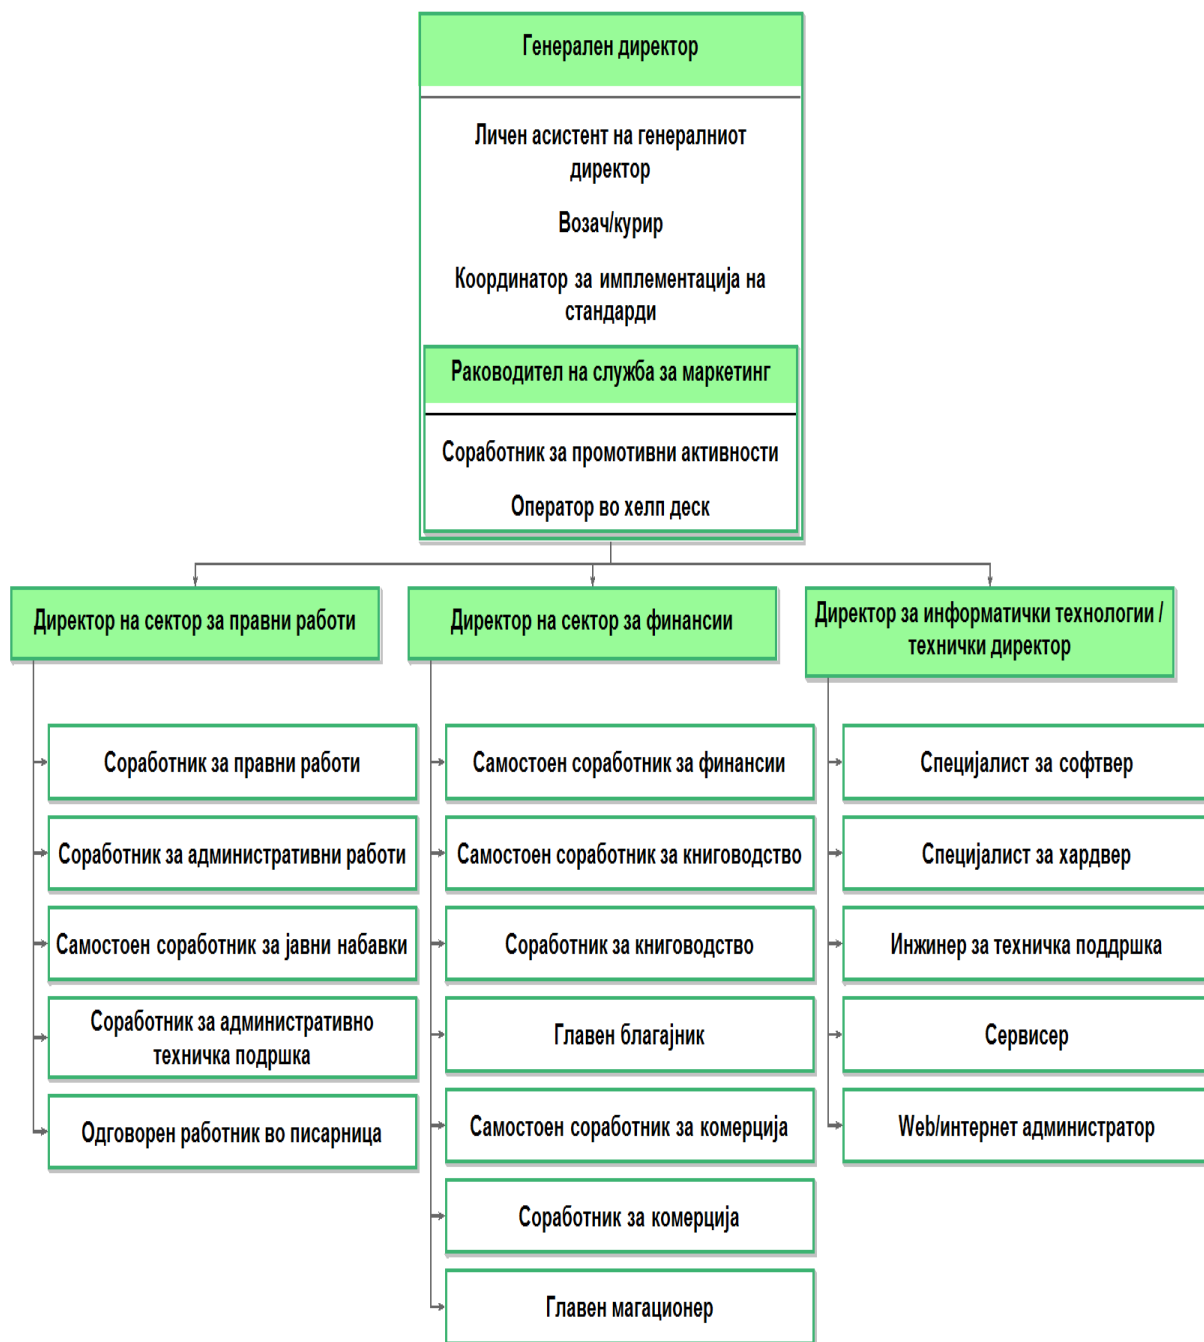 Генерален директор
Личен асистент на генералниот
директор
Возач/курир
Координатор за имплементација на
стандарди
Раководител на служба за маркетинг
Соработник за промотивни активности
Оператор во хелп деск
Директор на сектор за правни работи
Соработник за правни работи
Соработник за административни работи
Самостоен соработник за јавни набавки
Соработник за административно
техничка подршка
Одговорен работник во писарница
Директор на сектор за финансии
Самостоен соработник за финансии
Самостоен соработник за книговодство
Соработник за книговодство
Главен благајник
Самостоен соработник за комерција
Соработник за комерција
Главен магационер
Директор за информатички технологии /
технички директор
Специјалист за софтвер
Специјалист за хардвер
Инжинер за техничка поддршка
Сервисер
Web/интернет администратор